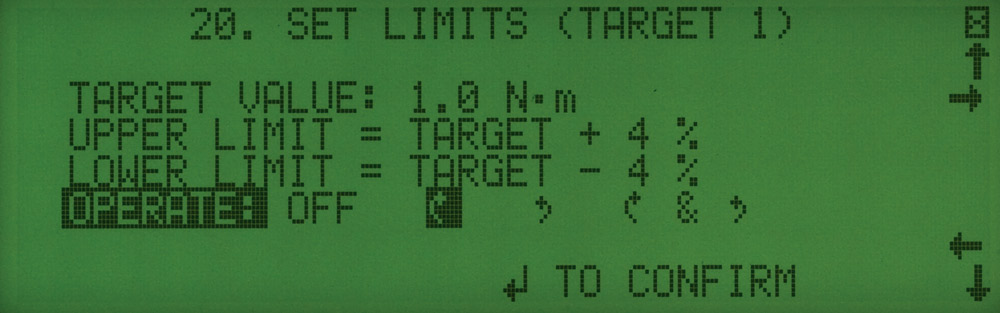 20. SET LIMITS (TARGET 1)
TARGET VALUE: 1.0 N·m
UPPER LIMIT = TARGET + 4 %
LOWER LIMIT = TARGET - 4 %
OPERATE: OFF &
↵ TO CONFIRM